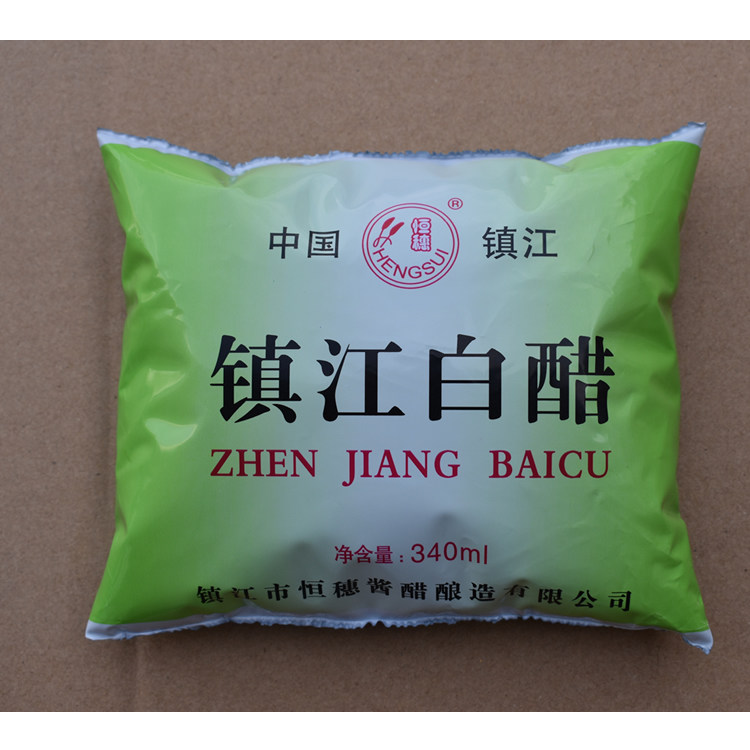 中国 恒穗 HENGSUI ® 镇江
镇江白醋
ZHEN JIANG BAICU
净含量：340ml
镇江市恒穗酱醋酿造有限公司